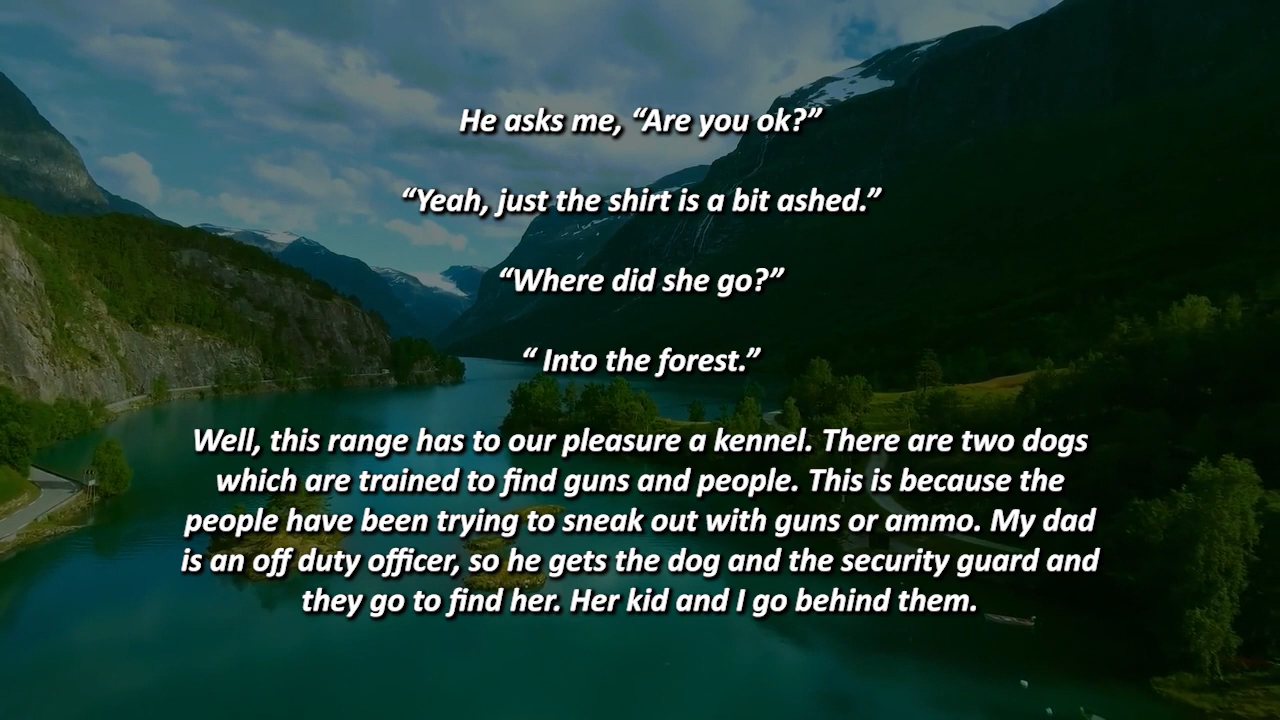 He asks me, “Are you ok?”
“Yeah, just the shirt is a bit ashed.”
“Where did she go?”
“ Into the forest.”
Well, this range has to our pleasure a kennel. There are two dogs
which are trained to find guns and people. This is because the
people have been trying to sneak out with guns or ammo. My dad
is an off duty officer, so he gets the dog and the security guard and
they go to find her. Her kid and I go behind them.